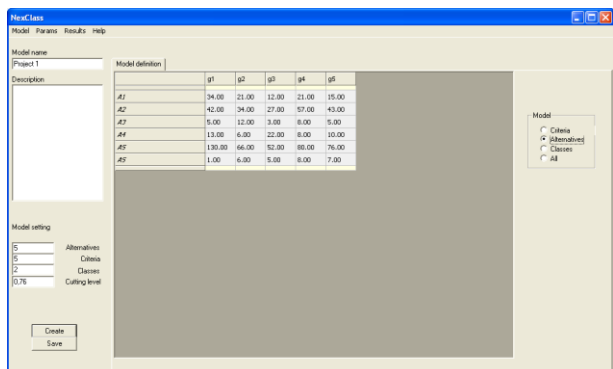 NexClass
Model Params Results Help
Model name
Project 1
Description
Model definition
g1 g2 g3 g4 g5
A1 34.00 21.00 12.00 21.00 15.00
A2 42.00 34.00 27.00 57.00 43.00
A3 5.00 12.00 3.00 8.00 5.00
A4 13.00 6.00 22.00 8.00 10.00
A5 130.00 66.00 52.00 80.00 76.00
A5 1.00 6.00 5.00 8.00 7.00
Model
Criteria
Alternatives
Classes
All
Model setting
5 Alternatives
5 Criteria
2 Classes
0,76 Cutting level
Create
Save